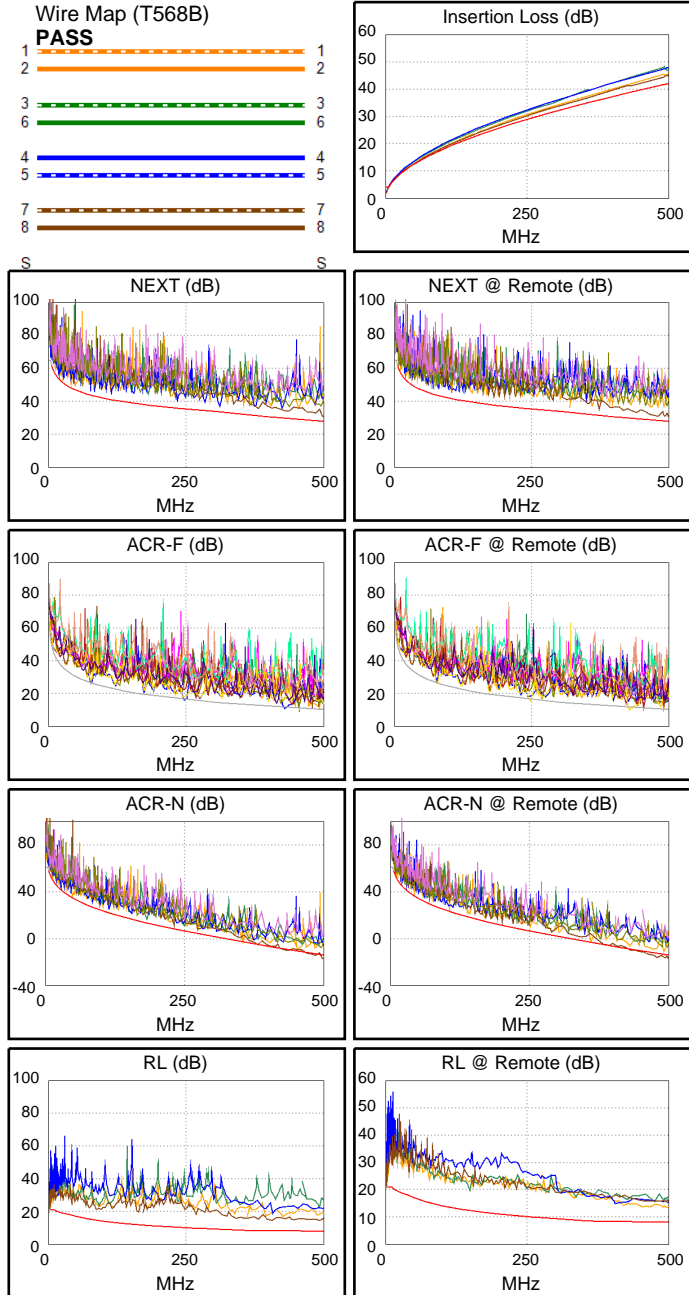 Wire Map (T568B)
PASS
1 1
2 2
3 3
6 6
4 4
5 5
7 7
8 8
S S
Insertion Loss (dB)
60
50
40
30
20
10
0
0 250 500
MHz
NEXT (dB)
100
80
60
40
20
0
0 250 500
MHz
NEXT @ Remote (dB)
100
80
60
40
20
0
0 250 500
MHz
ACR-F (dB)
100
80
60
40
20
0
0 250 500
MHz
ACR-F @ Remote (dB)
100
80
60
40
20
0
0 250 500
MHz
ACR-N (dB)
80
40
0
-40
0 250 500
MHz
ACR-N @ Remote (dB)
80
40
0
-40
0 250 500
MHz
RL (dB)
100
80
60
40
20
0
0 250 500
MHz
RL @ Remote (dB)
60
50
40
30
20
10
0
0 250 500
MHz